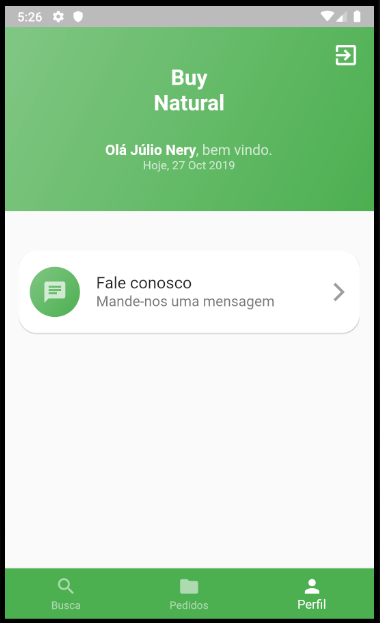 5:26
Buy
Natural
Olá Júlio Nery, bem vindo.
Hoje, 27 Oct 2019
Fale conosco
Mande-nos uma mensagem
Busca
Pedidos
Perfil